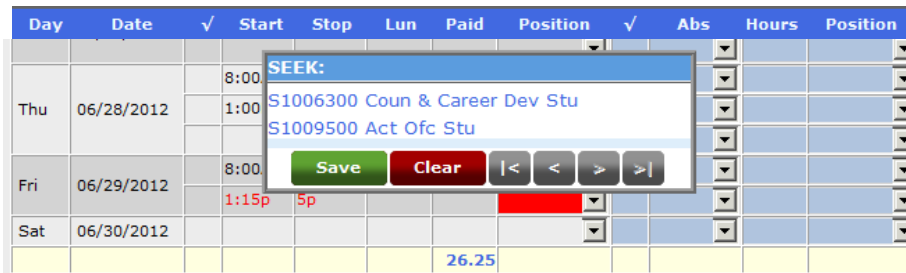 Day Date √ Start Stop Lun Paid Position √ Abs Hours Position
SEEK:
8:00
S1006300 Coun & Career Dev Stu
Thu 06/28/2012 1:00
S1009500 Act Ofc Stu
Save Clear |< < > >|
8:00
Fri 06/29/2012
1:15p 5p
Sat 06/30/2012
26.25